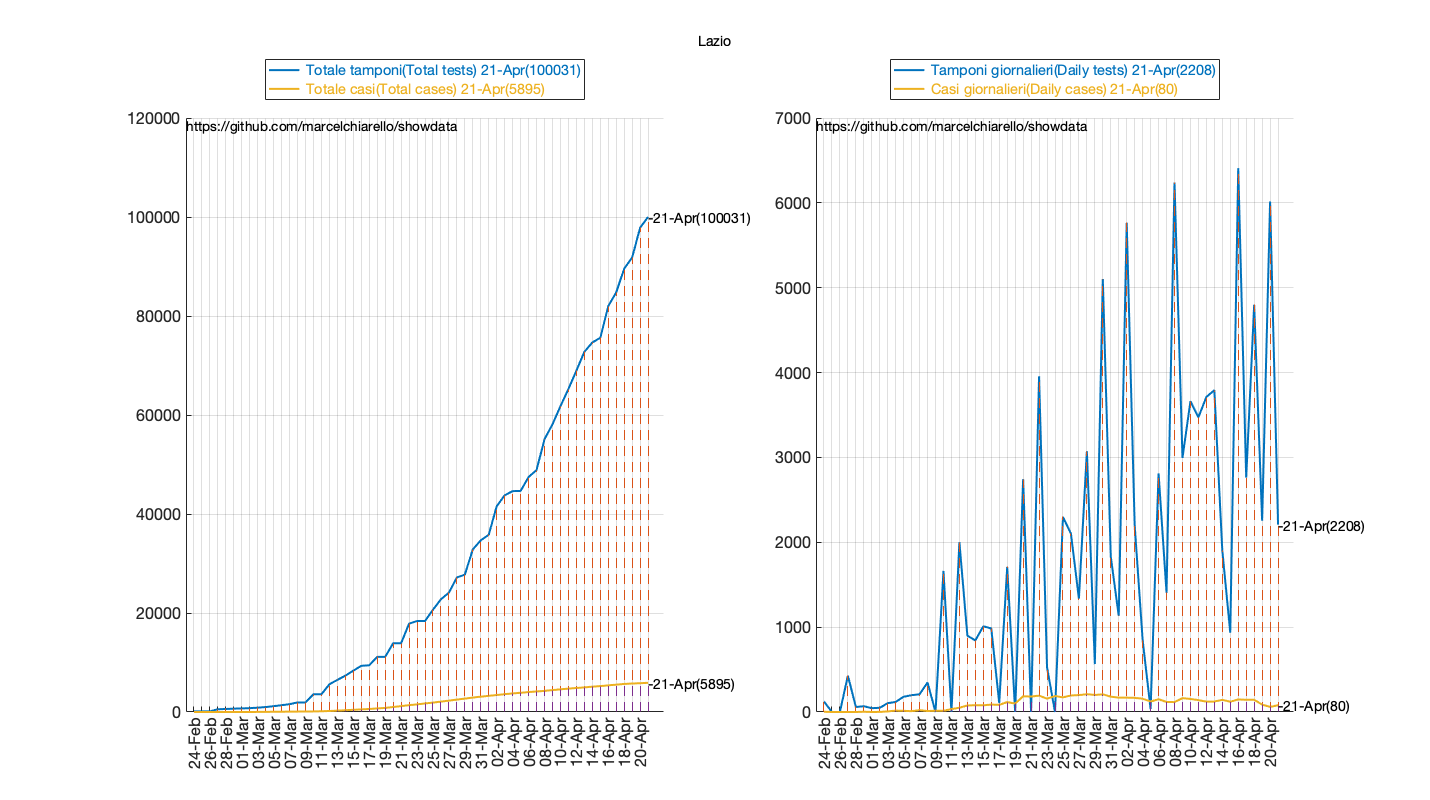 Lazio
Totale tamponi(Total tests) 21-Apr(100031)
Totale casi(Total cases) 21-Apr(5895)
https://github.com/marcelchiarello/showdata
120000
100000
80000
60000
40000
20000
0
-21-Apr(100031)
-21-Apr(5895)
24-Feb
26-Feb
28-Feb
01-Mar
03-Mar
05-Mar
07-Mar
09-Mar
11-Mar
13-Mar
15-Mar
17-Mar
19-Mar
21-Mar
23-Mar
25-Mar
27-Mar
29-Mar
31-Mar
02-Apr
04-Apr
06-Apr
08-Apr
10-Apr
12-Apr
14-Apr
16-Apr
18-Apr
20-Apr
Tamponi giornalieri(Daily tests) 21-Apr(2208)
Casi giornalieri(Daily cases) 21-Apr(80)
https://github.com/marcelchiarello/showdata
7000
6000
5000
4000
3000
2000
1000
0
-21-Apr(2208)
-21-Apr(80)
24-Feb
26-Feb
28-Feb
01-Mar
03-Mar
05-Mar
07-Mar
09-Mar
11-Mar
13-Mar
15-Mar
17-Mar
19-Mar
21-Mar
23-Mar
25-Mar
27-Mar
29-Mar
31-Mar
02-Apr
04-Apr
06-Apr
08-Apr
10-Apr
12-Apr
14-Apr
16-Apr
18-Apr
20-Apr